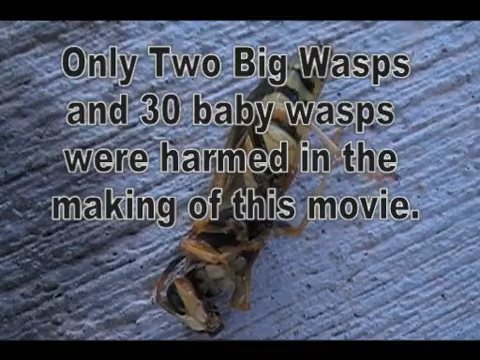 Only Two Big Wasps
and 30 baby wasps
were harmed in the
making of this movie.